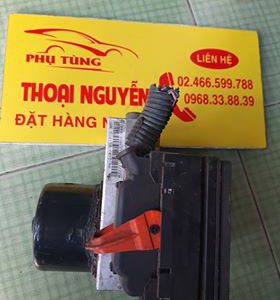 PHỤ TÙNG
LIÊN HỆ
THOẠI NGUYỄN
02.466.599.788
0968.33.88.39
ĐẶT HÀNG